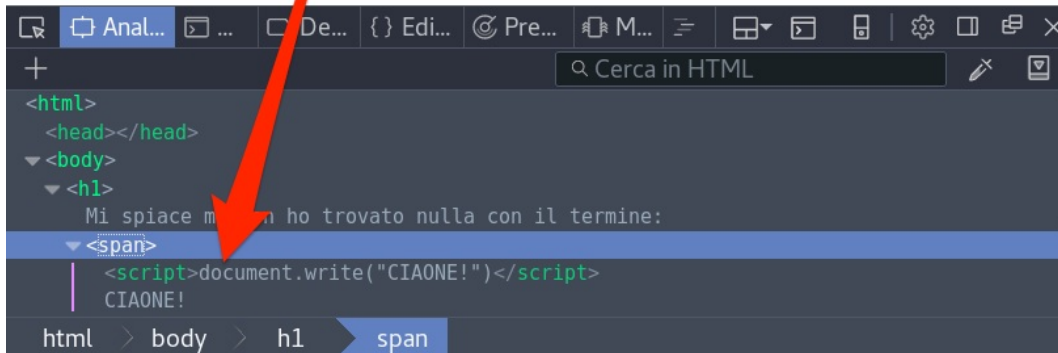 Anal... ... De... {} Edi... Pre... M...
+ Cerca in HTML
<html>
<head></head>
<body>
<h1>
Mi spiace ho trovato nulla con il termine:
<span>
<script>document.write("CIAONE!")</script>
CIAONE!
html body h1 span